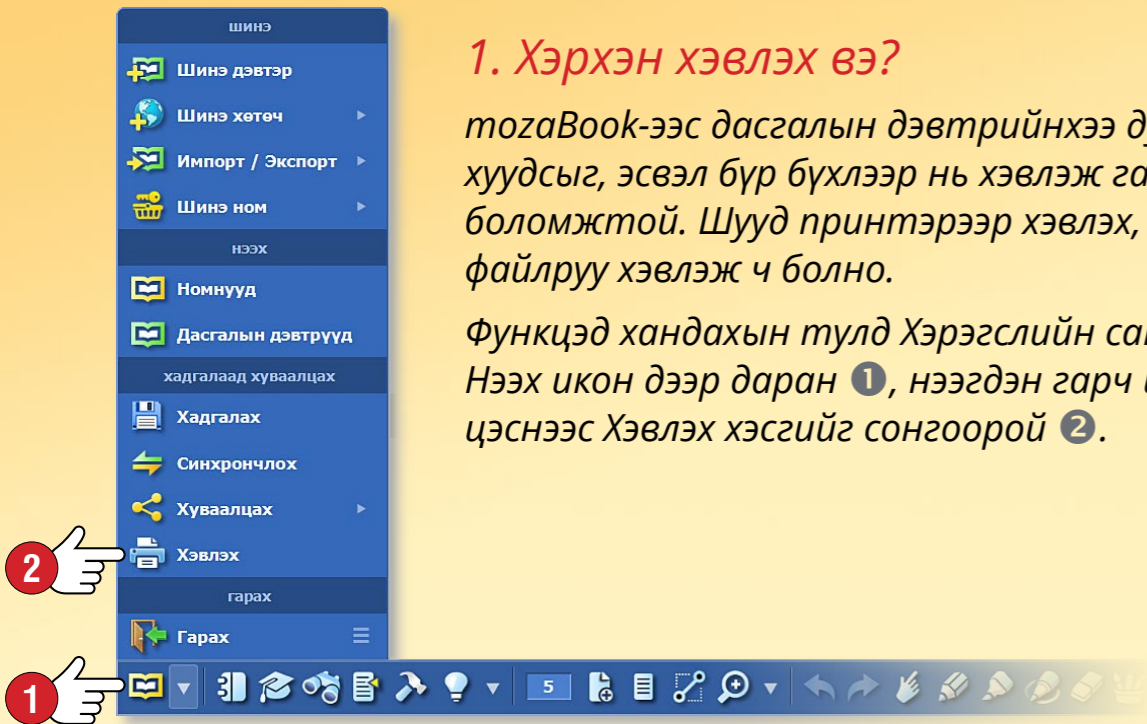 шинэ
Шинэ дэвтэр
Шинэ хөтөч
Импорт / Экспорт
Шинэ ном
нээх
Номнууд
Дасгалын дэвтрүүд
хадгалаад хуваалцах
Хадгалах
Синхрончлох
Хуваалцах
Хэвлэх
гарах
Гарах
2
1
5
1. Хэрхэн хэвлэх вэ?
mozaBook-ээс дасгалын дэвтрийнхээ
хуудсыг, эсвэл бүр бүхлээр нь хэвлэж
боломжтой. Шууд принтэрээр хэвлэх,
файлруу хэвлэж ч болно.
Функцэд хандахын тулд Хэрэгслийн
Нээх икон дээр даран ❶, нээгдэн гарч
цэснээс Хэвлэх хэсгийг сонгоорой ❷.